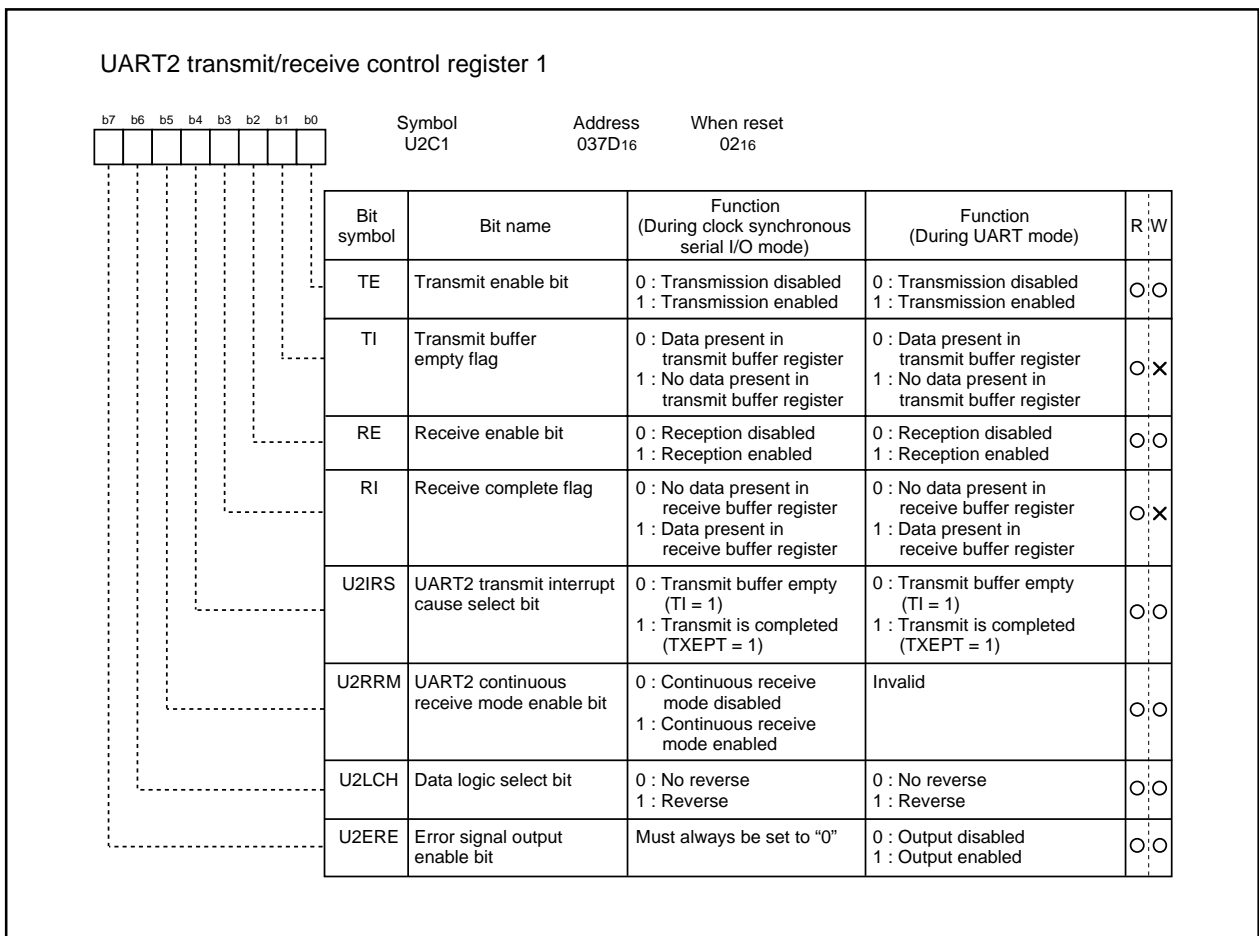 UART2 transmit/receive control register 1
b7 b6 b5 b4 b3 b2 b1 b0
Symbol Address When reset
U2C1 037D16 0216
Bit symbol Bit name Function (During clock synchronous serial I/O mode) Function (During UART mode) R W
TE Transmit enable bit
0 : Transmission disabled
1 : Transmission enabled
0 : Transmission disabled
1 : Transmission enabled
TI Transmit buffer
empty flag
0 : Data present in
transmit buffer register
1 : No data present in
transmit buffer register
0 : Data present in
transmit buffer register
1 : No data present in
transmit buffer register
RE Receive enable bit
0 : Reception disabled
1 : Reception enabled
0 : Reception disabled
1 : Reception enabled
RI Receive complete flag
0 : No data present in
receive buffer register
1 : Data present in
receive buffer register
0 : No data present in
receive buffer register
1 : Data present in
receive buffer register
U2IRS UART2 transmit interrupt
cause select bit
0 : Transmit buffer empty
(TI = 1)
1 : Transmit is completed
(TXEPT = 1)
0 : Transmit buffer empty
(TI = 1)
1 : Transmit is completed
(TXEPT = 1)
U2RRM UART2 continuous
receive mode enable bit
0 : Continuous receive
mode disabled
1 : Continuous receive
mode enabled
Invalid
U2LCH Data logic select bit
0 : No reverse
1 : Reverse
0 : No reverse
1 : Reverse
U2ERE Error signal output
enable bit
Must always be set to “0”
0 : Output disabled
1 : Output enabled